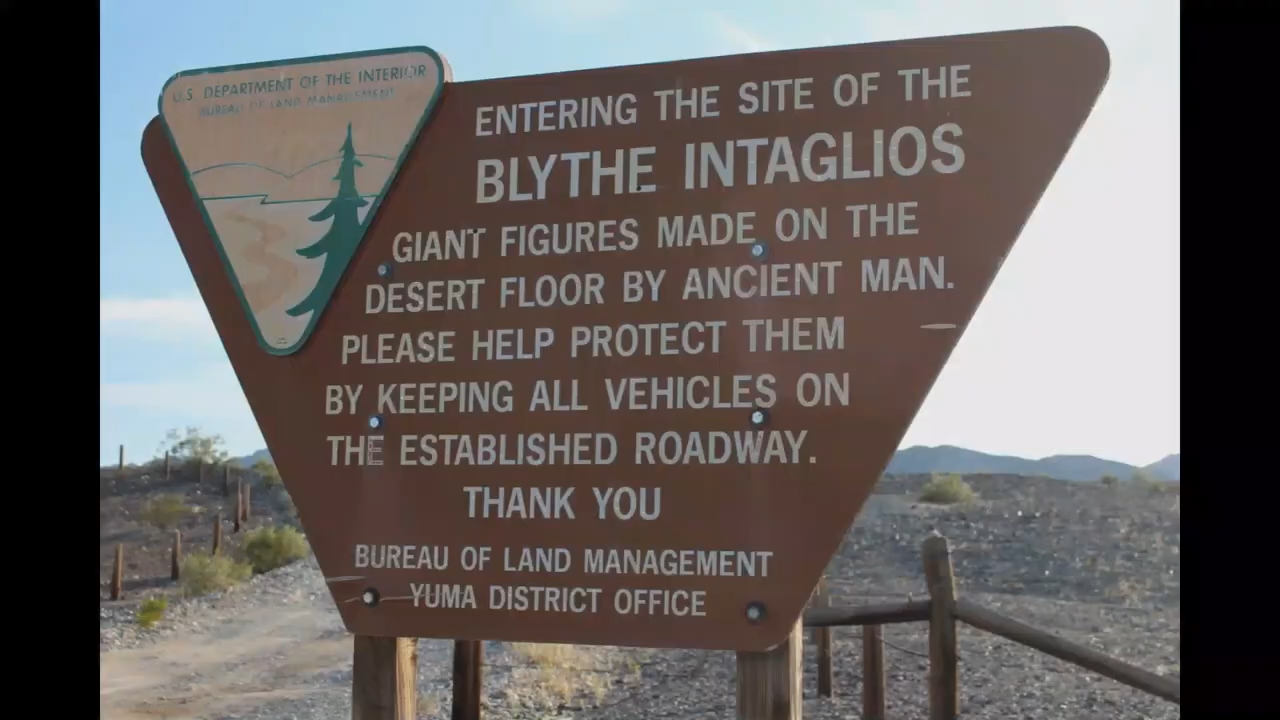 U.S. DEPARTMENT OF THE INTERIOR
BUREAU OF LAND MANAGEMENT
ENTERING THE SITE OF THE
BLYTHE INTAGLIOS
GIANT FIGURES MADE ON THE
DESERT FLOOR BY ANCIENT MAN.
PLEASE HELP PROTECT THEM
BY KEEPING ALL VEHICLES ON
THE ESTABLISHED ROADWAY.
THANK YOU
BUREAU OF LAND MANAGEMENT
YUMA DISTRICT OFFICE